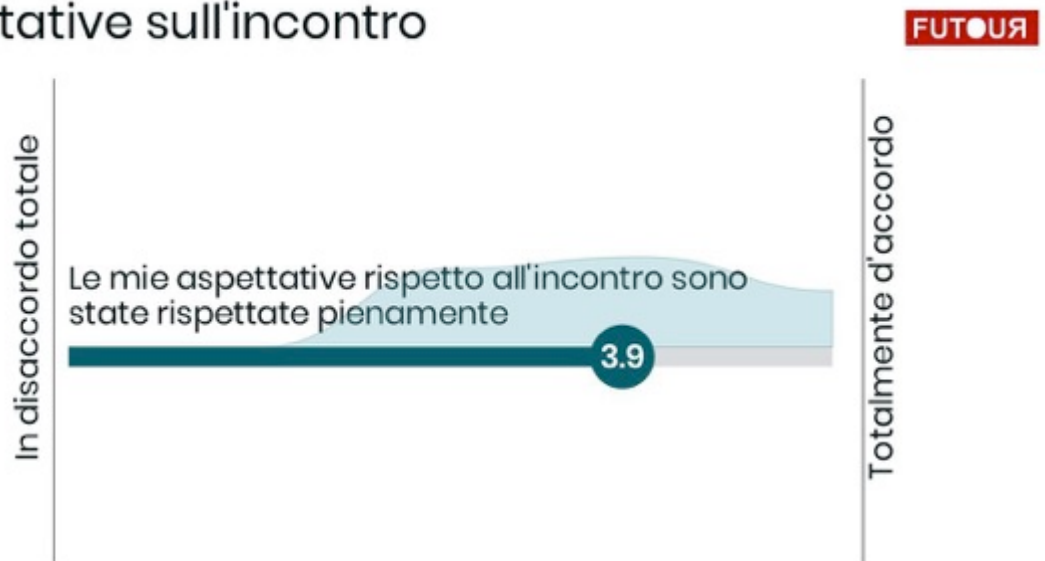 tative sull'incontro
FUTOUR
In disaccordo totale
Le mie aspettative rispetto all'incontro sono
state rispettate pienamente
3.9
Totalmente d'accordo